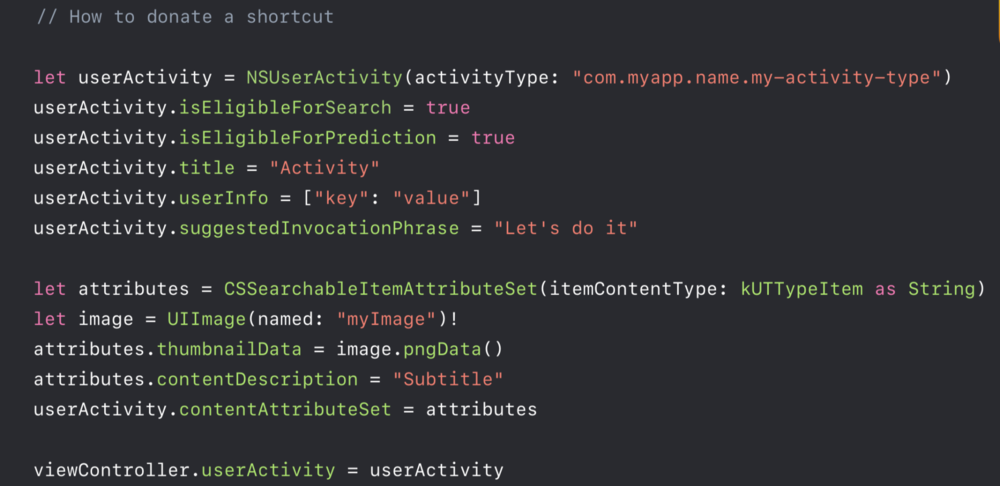 // How to donate a shortcut
let userActivity = NSUserActivity(activityType: "com.myapp.name.my-activity-type")
userActivity.isEligibleForSearch = true
userActivity.isEligibleForPrediction = true
userActivity.title = "Activity"
userActivity.userInfo = ["key": "value"]
userActivity.suggestedInvocationPhrase = "Let's do it"
let attributes = CSSearchableItemAttributeSet(itemContentType: kUTTypeItem as String)
let image = UIImage(named: "myImage")!
attributes.thumbnailData = image.pngData()
attributes.contentDescription = "Subtitle"
userActivity.contentAttributeSet = attributes
viewController.userActivity = userActivity